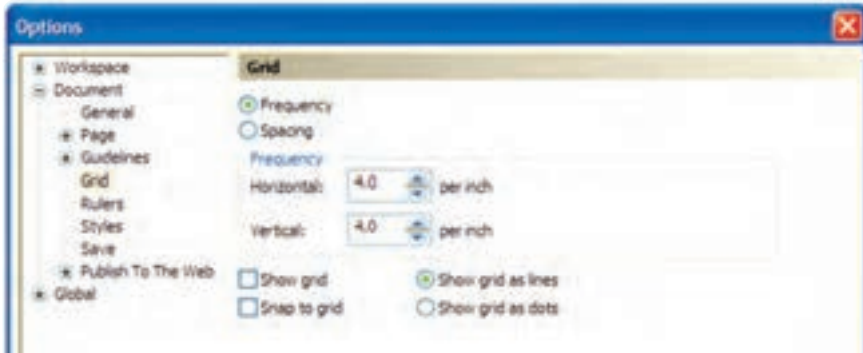 Options
Workspace
Document
General
Page
Guidelines
Grid
Rulers
Styles
Save
Publish To The Web
Global
Grid
Frequency
Spacing
Frequency
Horizontal: 4.0 per inch
Vertical: 4.0 per inch
Show grid Show grid as lines
Snap to grid Show grid as dots